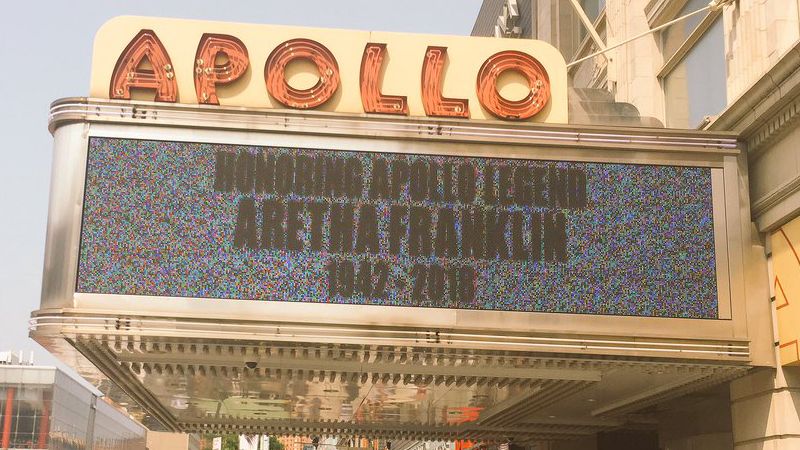 APOLLO
HONORING APOLLO LEGEND
ARETHA FRANKLIN
1942 - 2018